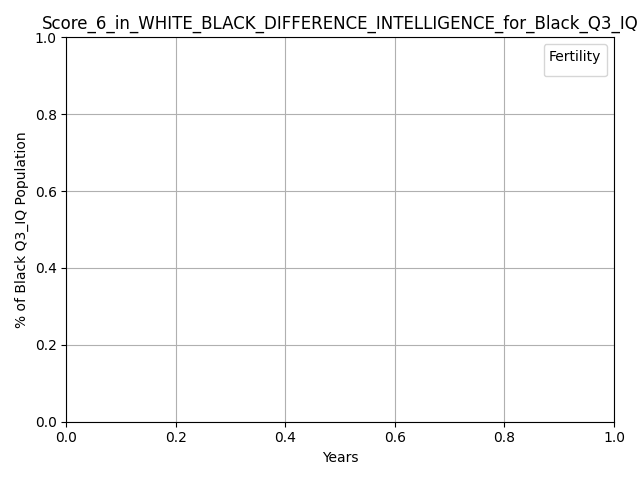 Score_6_in_WHITE_BLACK_DIFFERENCE_INTELLIGENCE_for_Black_Q3_IQ
Fertility
% of Black Q3_IQ Population
1.0
0.8
0.6
0.4
0.2
0.0
0.0 0.2 0.4 0.6 0.8 1.0
Years